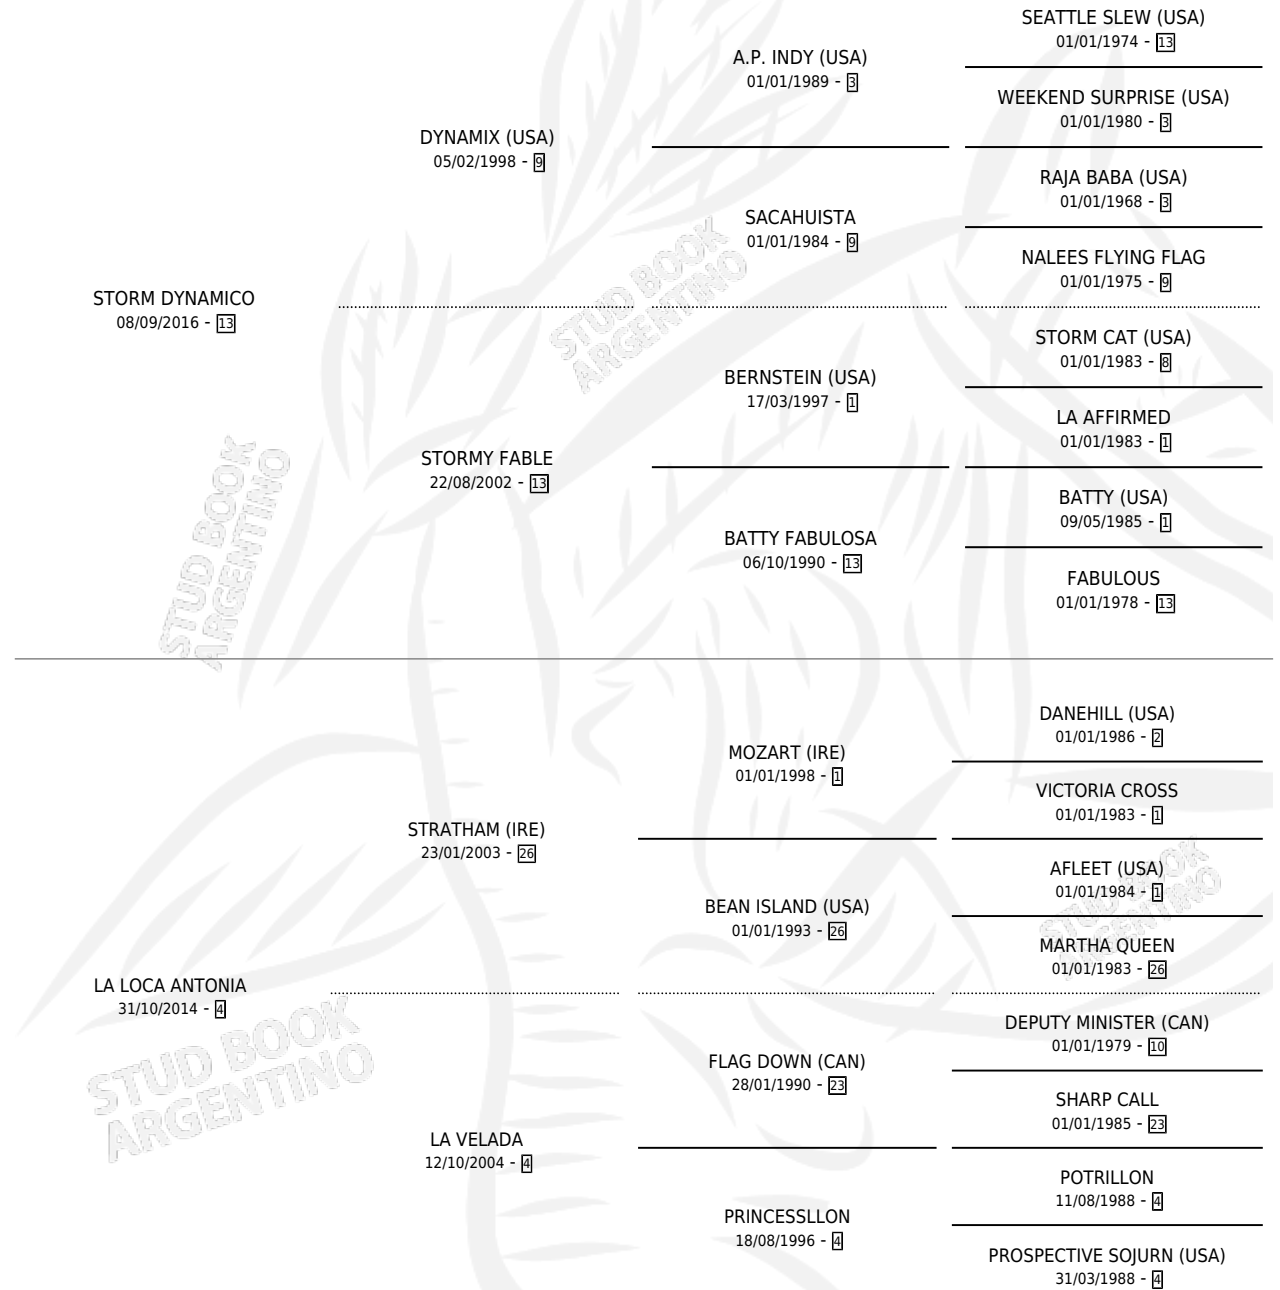 SEATTLE SLEW (USA)
01/01/1974 - 13
A.P. INDY (USA)
01/01/1989 - 3
WEEKEND SURPRISE (USA)
01/01/1980 - 3
DYNAMIX (USA)
05/02/1998 - 9
RAJA BABA (USA)
01/01/1968 - 3
SACAHUISTA
01/01/1984 - 9
NALEES FLYING FLAG
01/01/1975 - 9
STORM DYNAMICO
08/09/2016 - 13
STORM CAT (USA)
01/01/1983 - 8
BERNSTEIN (USA)
17/03/1997 - 1
LA AFFIRMED
01/01/1983 - 1
STORMY FABLE
22/08/2002 - 13
BATTY (USA)
09/05/1985 - 1
BATTY FABULOSA
06/10/1990 - 13
FABULOUS
01/01/1978 - 13
STUD BOOK
ARGENTINO
STUD BOOK
ARGENTINO
DANEHILL (USA)
01/01/1986 - 2
MOZART (IRE)
01/01/1998 - 1
VICTORIA CROSS
01/01/1983 - 1
STRATHAM (IRE)
23/01/2003 - 26
AFLEET (USA)
01/01/1984 - 1
BEAN ISLAND (USA)
01/01/1993 - 26
MARTHA QUEEN
01/01/1983 - 26
STUD BOOK
ARGENTINO
LA LOCA ANTONIA
31/10/2014 - 4
DEPUTY MINISTER (CAN)
01/01/1979 - 10
FLAG DOWN (CAN)
28/01/1990 - 23
SHARP CALL
01/01/1985 - 23
LA VELADA
12/10/2004 - 4
POTRILLON
11/08/1988 - 4
PRINCESSLLON
18/08/1996 - 4
PROSPECTIVE SOJURN (USA)
31/03/1988 - 4
STUD BOOK
ARGENTINO